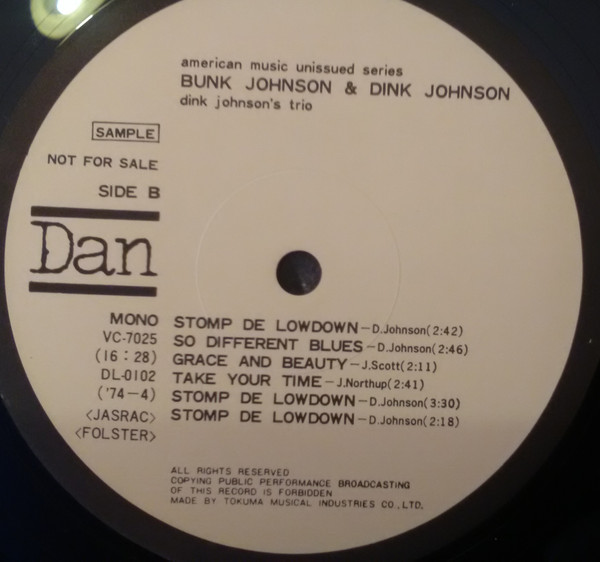 american music unissued series
BUNK JOHNSON & DINK JOHNSON
dink johnson's trio
SAMPLE
NOT FOR SALE
SIDE B
Dan
MONO
VC-7025
(16:28)
DL-0102
('74-4)
<JASRAC>
<FOLSTER>
STOMP DE LOWDOWN-D.Johnson(2:42)
SO DIFFERENT BLUES-D.Johnson(2:46)
GRACE AND BEAUTY-J.Scott(2:11)
TAKE YOUR TIME-J.Northup(2:41)
STOMP DE LOWDOWN-D.Johnson(3:30)
STOMP DE LOWDOWN-D.Johnson(2:18)
ALL RIGHTS RESERVED
COPYING PUBLIC PERFORMANCE BROADCASTING
OF THIS RECORD IS FORBIDDEN
MADE BY TOKUMA MUSICAL INDUSTRIES CO.,LTD.